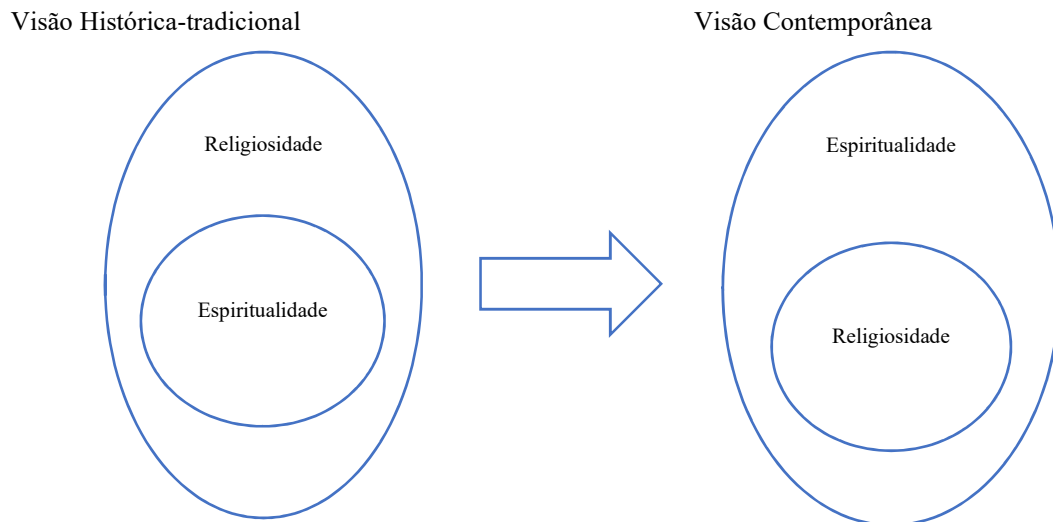 Visão Histórica-tradicional
Religiosidade
Espiritualidade
Visão Contemporânea
Espiritualidade
Religiosidade